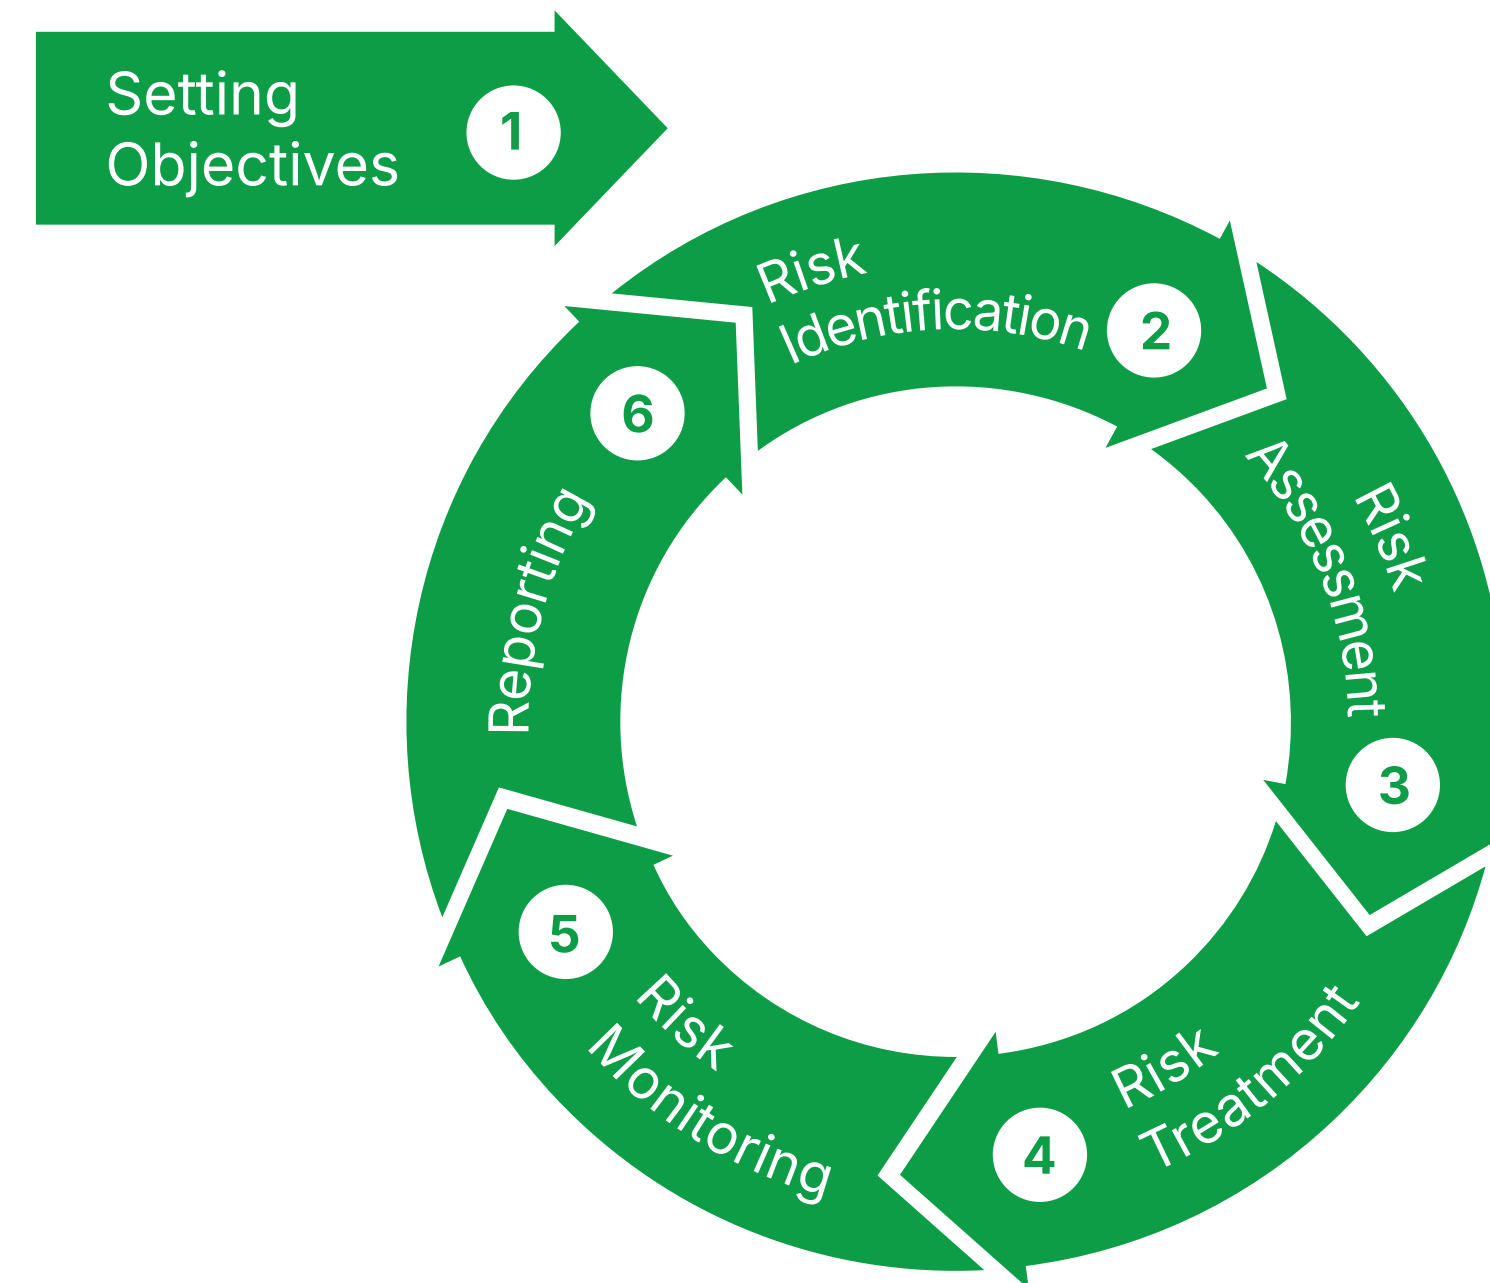 Setting
Objectives
1
Risk
Identification
2
Risk
Assessment
3
Risk
Treatment
4
Risk
Monitoring
5
Reporting
6